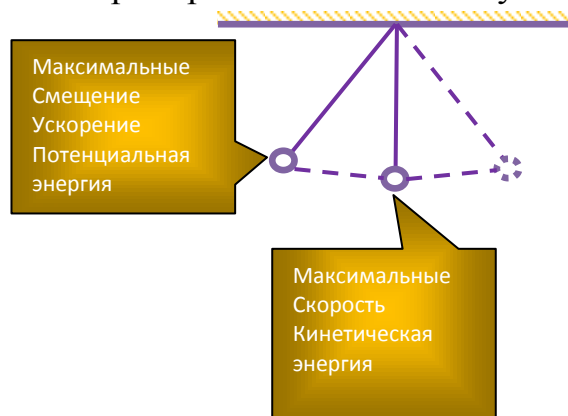 Максимальные
Смещение
Ускорение
Потенциальная
энергия
Максимальные
Скорость
Кинетическая
энергия